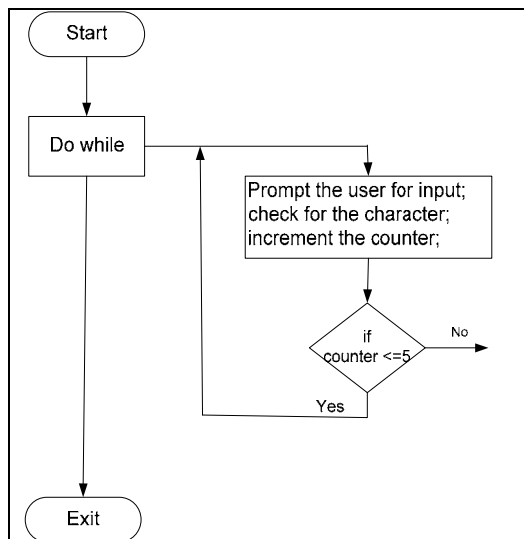 Start
Do while
Prompt the user for input;
check for the character;
increment the counter;
if
counter <=5
No
Yes
Exit